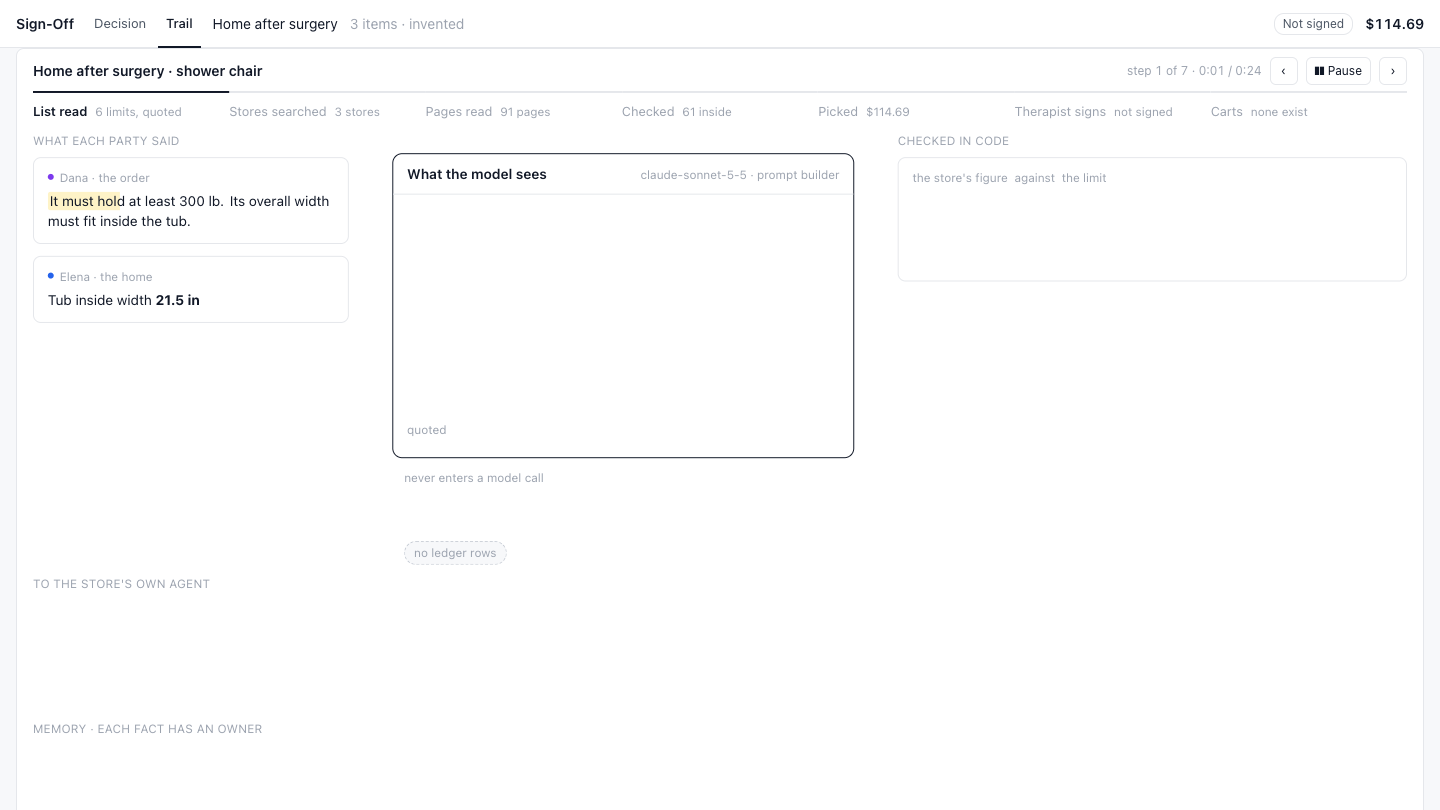 Sign-Off Decision Trail Home after surgery 3 items · invented Not signed $114.69
Home after surgery · shower chair step 1 of 7 · 0:01 / 0:24 ‹ Pause ›
List read 6 limits, quoted Stores searched 3 stores Pages read 91 pages Checked 61 inside Picked $114.69 Therapist signs not signed Carts none exist
WHAT EACH PARTY SAID
Dana · the order
It must hold at least 300 lb. Its overall width
must fit inside the tub.
Elena · the home
Tub inside width 21.5 in
What the model sees claude-sonnet-5-5 · prompt builder
quoted
never enters a model call
no ledger rows
CHECKED IN CODE
the store's figure against the limit
TO THE STORE'S OWN AGENT
MEMORY · EACH FACT HAS AN OWNER